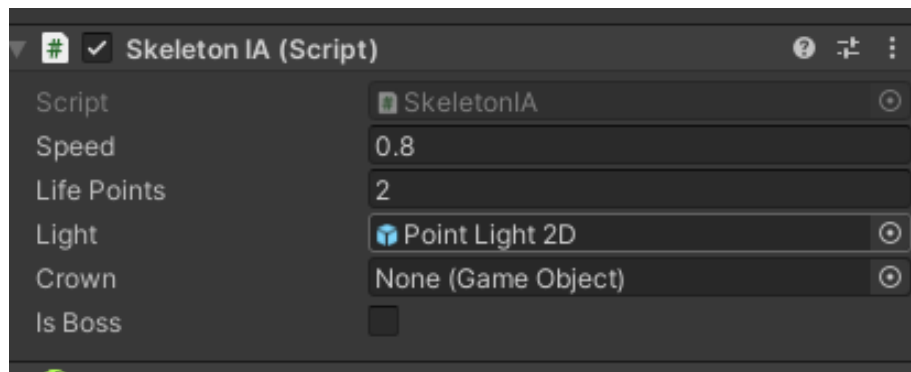 # Skeleton IA (Script)
Script # SkeletonIA
Speed 0.8
Life Points 2
Light Point Light 2D
Crown None (Game Object)
Is Boss